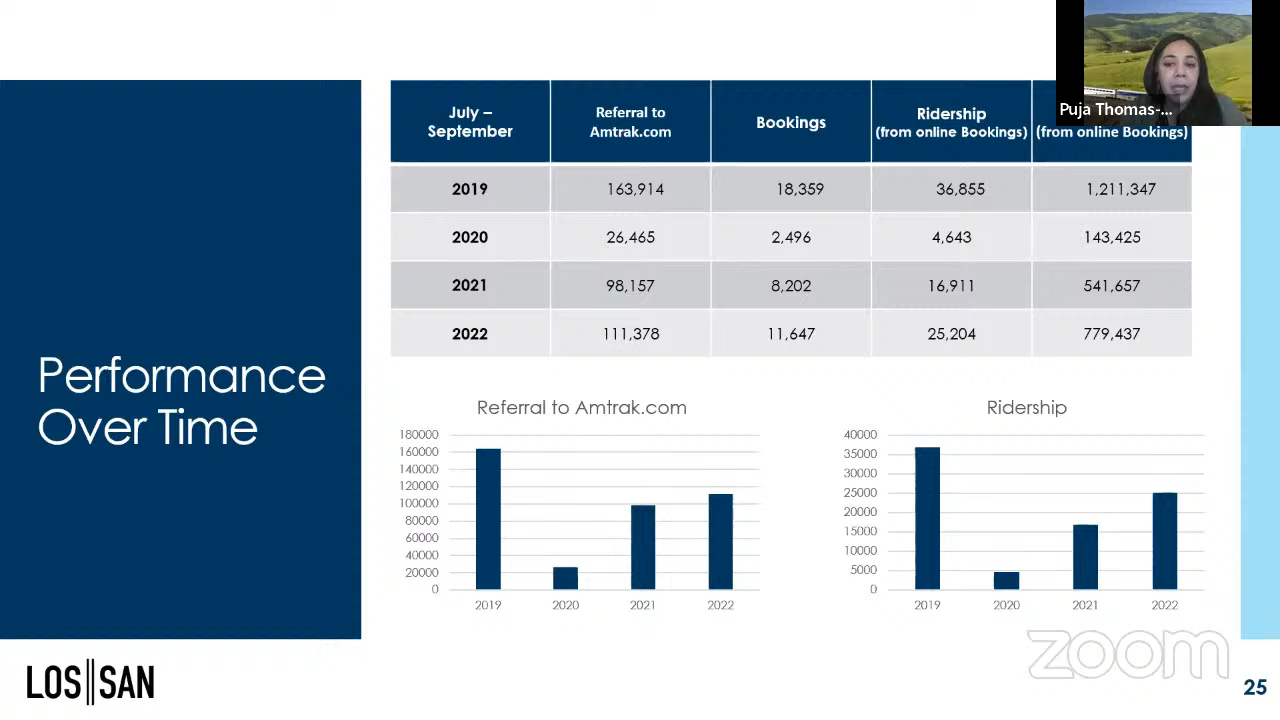 Puja Thomas-...
July –
September
Referral to
Amtrak.com
Bookings
Ridership
(from online Bookings)
(from online Bookings)
2019 163,914 18,359 36,855 1,211,347
2020 26,465 2,496 4,643 143,425
2021 98,157 8,202 16,911 541,657
2022 111,378 11,647 25,204 779,437
Performance
Over Time
Referral to Amtrak.com
180000
160000
140000
120000
100000
80000
60000
40000
20000
0
2019 2020 2021 2022
Ridership
40000
35000
30000
25000
20000
15000
10000
5000
0
2019 2020 2021 2022
zoom
LOS SAN
25